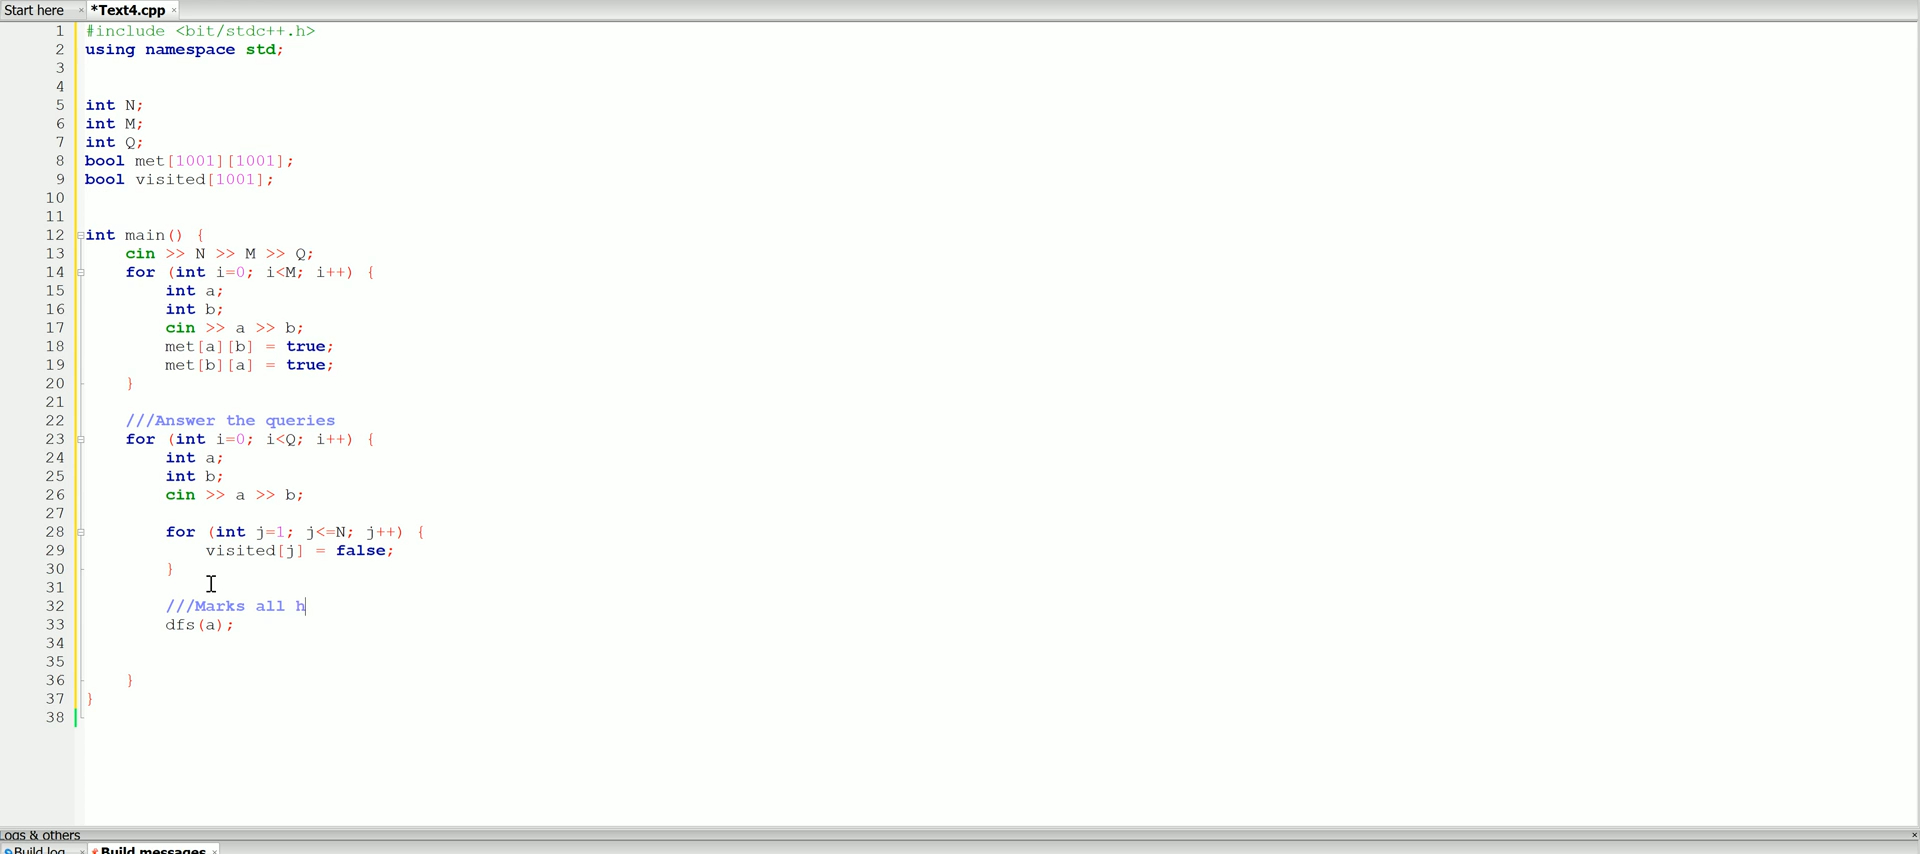 Start here × *Text4.cpp ×
1 #include <bit/stdc++.h>
2 using namespace std;
3
4
5 int N;
6 int M;
7 int Q;
8 bool met[1001][1001];
9 bool visited[1001];
10
11
12 int main() {
13 cin >> N >> M >> Q;
14 for (int i=0; i<M; i++) {
15 int a;
16 int b;
17 cin >> a >> b;
18 met[a][b] = true;
19 met[b][a] = true;
20 }
21
22 ///Answer the queries
23 for (int i=0; i<Q; i++) {
24 int a;
25 int b;
26 cin >> a >> b;
27
28 for (int j=1; j<=N; j++) {
29 visited[j] = false;
30 }
31
32 ///Marks all h
33 dfs(a);
34
35
36 }
37 }
38
Logs & others ×
Build log × Build messages ×